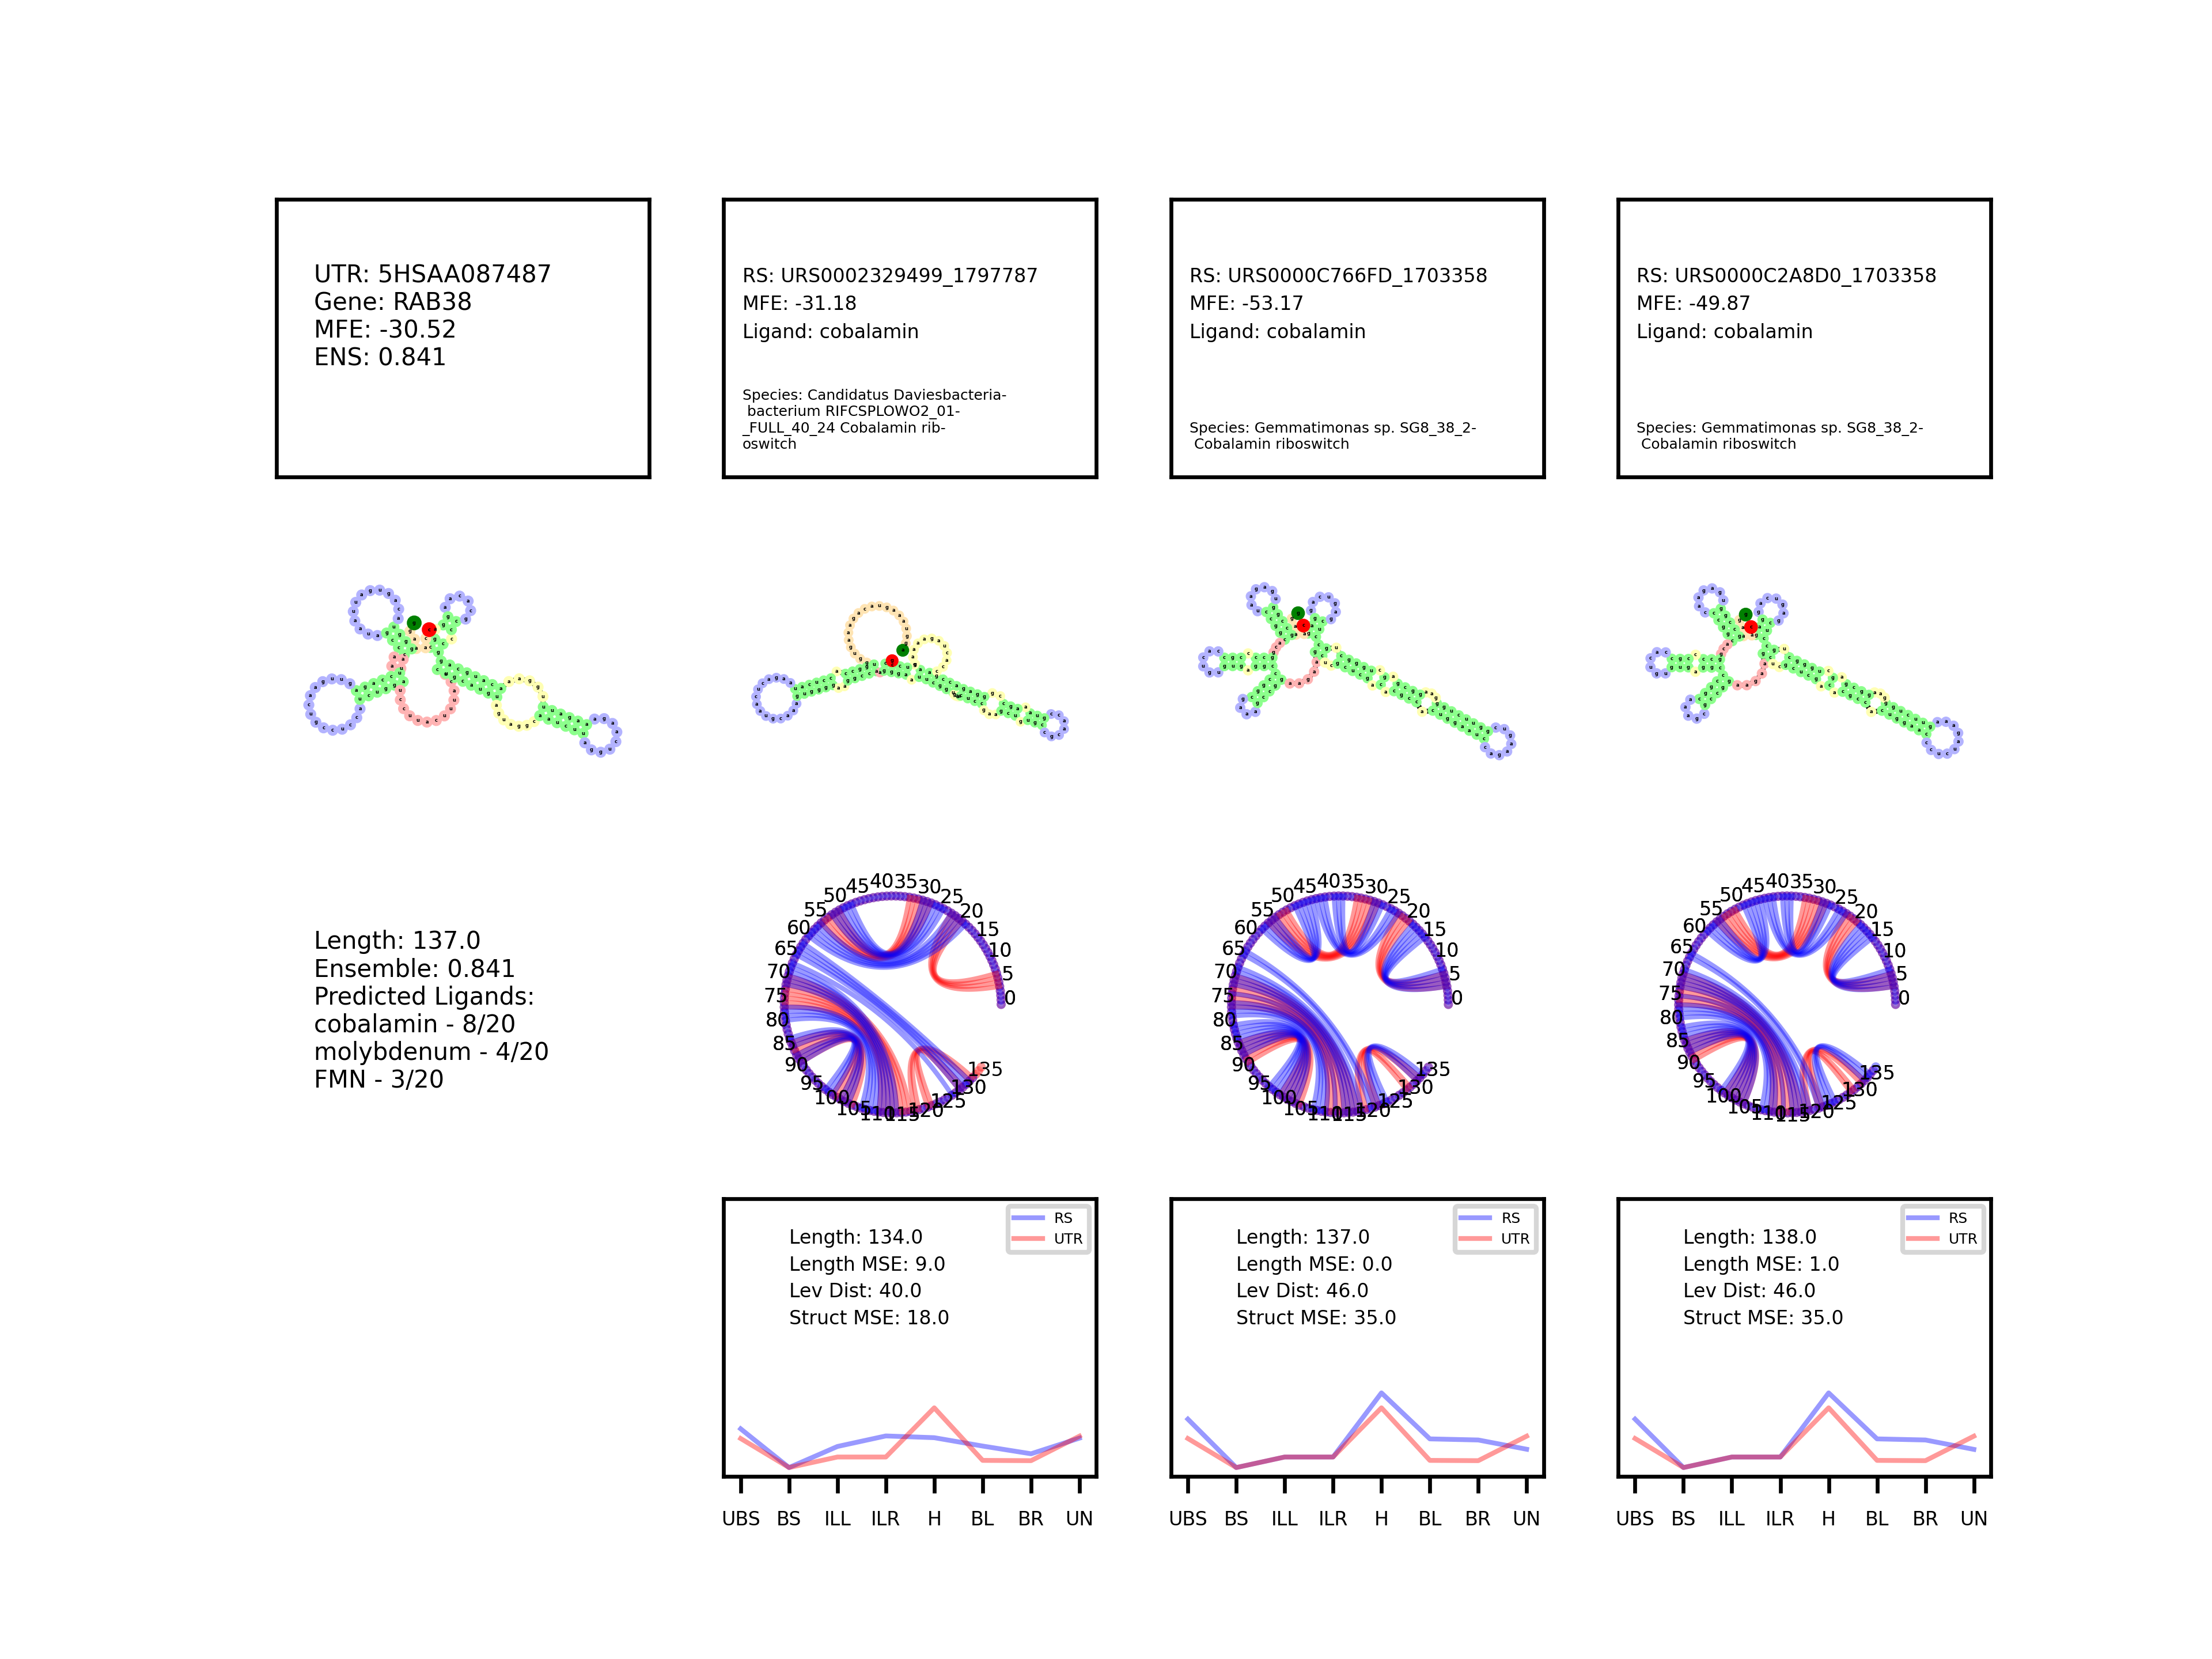 UTR: 5HSAA087487
Gene: RAB38
MFE: -30.52
ENS: 0.841
RS: URS0002329499_1797787
MFE: -31.18
Ligand: cobalamin
Species: Candidatus Daviesbacteria-
bacterium RIFCSPLOWO2_01-
_FULL_40_24 Cobalamin rib-
oswitch
RS: URS0000C766FD_1703358
MFE: -53.17
Ligand: cobalamin
Species: Gemmatimonas sp. SG8_38_2-
Cobalamin riboswitch
RS: URS0000C2A8D0_1703358
MFE: -49.87
Ligand: cobalamin
Species: Gemmatimonas sp. SG8_38_2-
Cobalamin riboswitch
Length: 137.0
Ensemble: 0.841
Predicted Ligands:
cobalamin - 8/20
molybdenum - 4/20
FMN - 3/20
0 5 10 15 20 25 30 35 40 45 50 55 60 65 70 75 80 85 90 95 100 105 110 115 120 125 130 135
0 5 10 15 20 25 30 35 40 45 50 55 60 65 70 75 80 85 90 95 100 105 110 115 120 125 130 135
0 5 10 15 20 25 30 35 40 45 50 55 60 65 70 75 80 85 90 95 100 105 110 115 120 125 130 135
RS
UTR
Length: 134.0
Length MSE: 9.0
Lev Dist: 40.0
Struct MSE: 18.0
UBS BS ILL ILR H BL BR UN
RS
UTR
Length: 137.0
Length MSE: 0.0
Lev Dist: 46.0
Struct MSE: 35.0
UBS BS ILL ILR H BL BR UN
RS
UTR
Length: 138.0
Length MSE: 1.0
Lev Dist: 46.0
Struct MSE: 35.0
UBS BS ILL ILR H BL BR UN